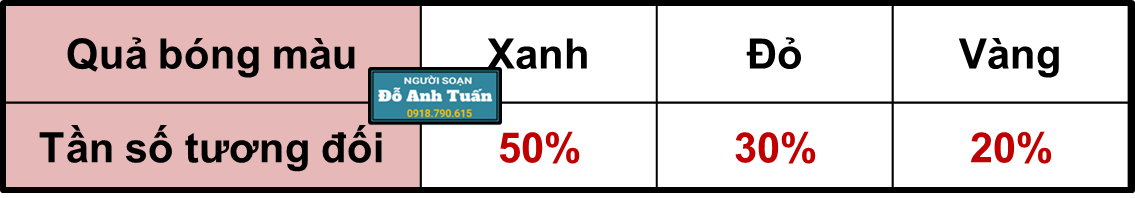 Quả bóng màu Xanh Đỏ Vàng
NGƯỜI SOẠN
Đỗ Anh Tuấn
0918.790.615
Tần số tương đối 50% 30% 20%